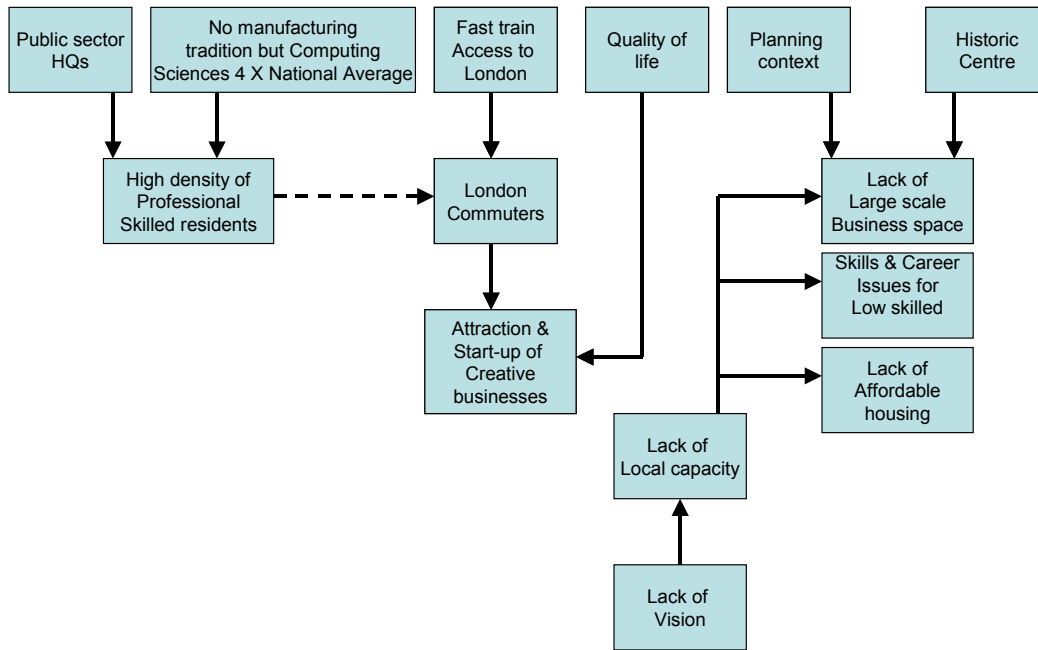 Public sector
HQs
No manufacturing
tradition but Computing
Sciences 4 X National Average
Fast train
Access to
London
Quality of
life
Planning
context
Historic
Centre
High density of
Professional
Skilled residents
London
Commuters
Lack of
Large scale
Business space
Skills & Career
Issues for
Low skilled
Attraction &
Start-up of
Creative
businesses
Lack of
Affordable
housing
Lack of
Local capacity
Lack of
Vision